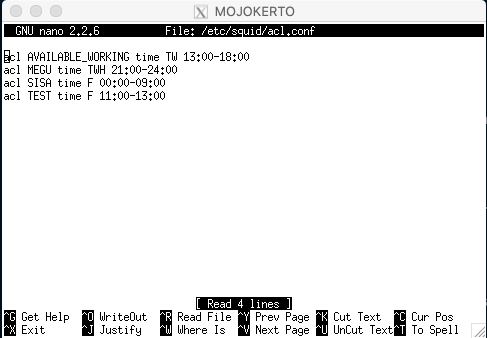 MOJOKERTO
GNU nano 2.2.6 File: /etc/squid/acl.conf
acl AVAILABLE_WORKING time TW 13:00-18:00
acl MEGU time TWH 21:00-24:00
acl SISA time F 00:00-09:00
acl TEST time F 11:00-13:00
[ Read 4 lines ]
^G Get Help ^O WriteOut ^R Read File ^Y Prev Page ^K Cut Text ^C Cur Pos
^X Exit ^J Justify ^W Where Is ^V Next Page ^U UnCut Text ^T To Spell